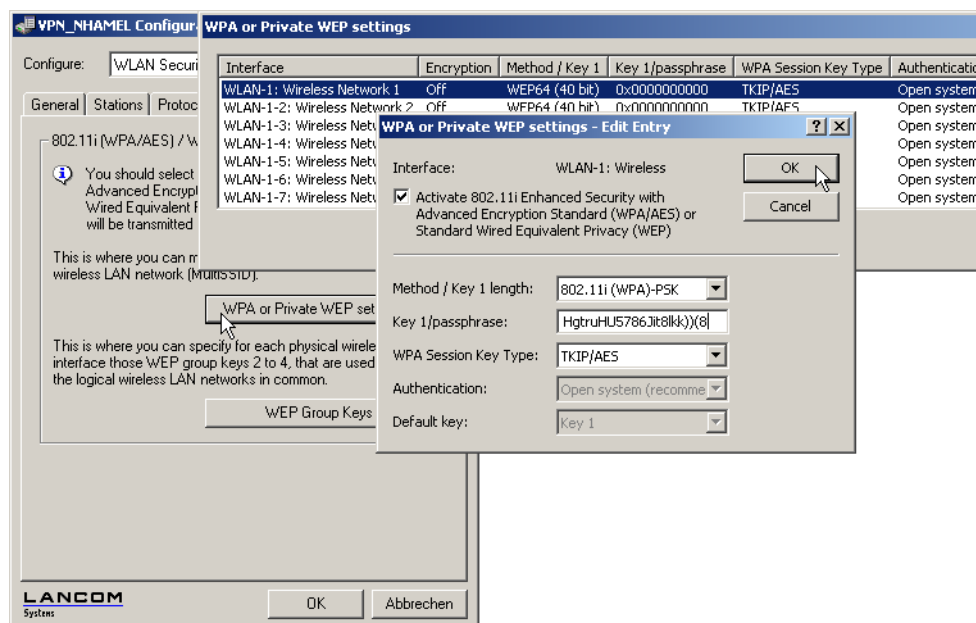 VPN_NHAMEL Configur
Configure: WLAN Securi
General Stations Protoc
802.11i (WPA/AES) / W
You should select
Advanced Encrypt
Wired Equivalent P
will be transmitted
This is where you can m
wireless LAN network (MultiSSID).
WPA or Private WEP set
This is where you can specify for each physical wirele
interface those WEP group keys 2 to 4, that are used
the logical wireless LAN networks in common.
WEP Group Keys
LANCOM
Systems
OK Abbrechen
WPA or Private WEP settings
Interface Encryption Method / Key 1 Key 1/passphrase WPA Session Key Type Authenticatio
WLAN-1: Wireless Network 1 Off WEP64 (40 bit) 0x0000000000 TKIP/AES Open system
WLAN-1-2: Wireless Network 2 Off WEP64 (40 bit) 0x0000000000 TKIP/AES Open system
WLAN-1-3: Wireless Netw Open system
WLAN-1-4: Wireless Netw Open system
WLAN-1-5: Wireless Netw Open system
WLAN-1-6: Wireless Netw Open system
WLAN-1-7: Wireless Netw Open system
WPA or Private WEP settings - Edit Entry
Interface: WLAN-1: Wireless
Activate 802.11i Enhanced Security with
Advanced Encryption Standard (WPA/AES) or
Standard Wired Equivalent Privacy (WEP)
OK
Cancel
Method / Key 1 length: 802.11i (WPA)-PSK
Key 1/passphrase: HgtruHU5786Jit8lkk))(8
WPA Session Key Type: TKIP/AES
Authentication: Open system (recomme
Default key: Key 1